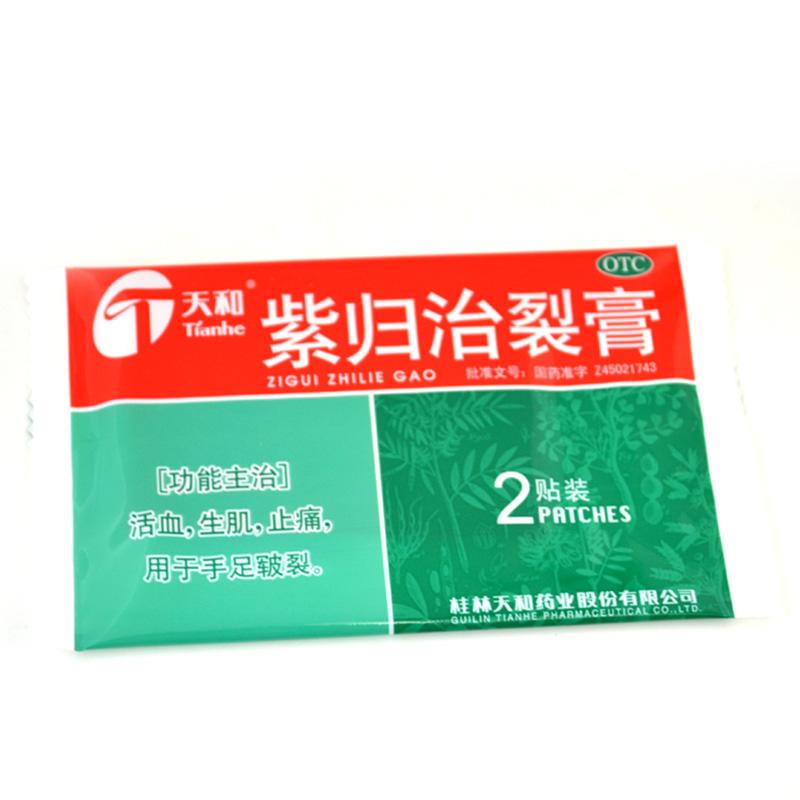 OTC
天和®
Tianhe
紫归治裂膏
ZIGUI ZHILIE GAO
批准文号：国药准字 Z45021743
[功能主治]
活血，生肌，止痛，
用于手足皲裂。
2贴装
PATCHES
桂林天和药业股份有限公司
GUILIN TIANHE PHARMACEUTICAL CO.,LTD.